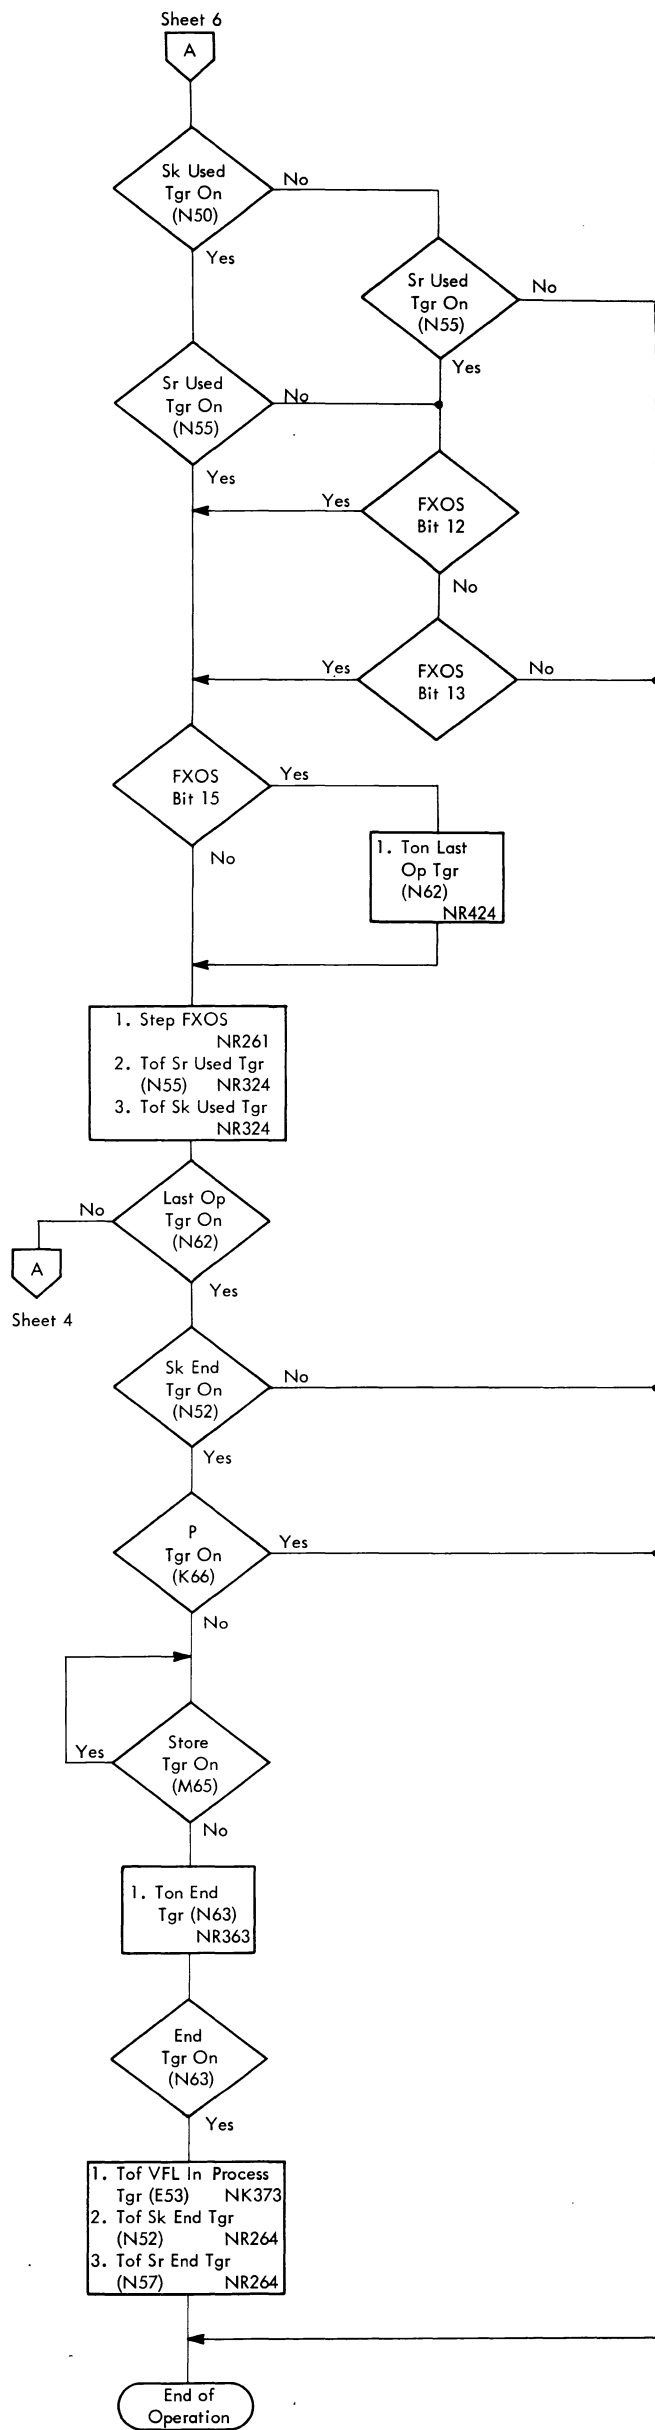 Sheet 6
A
Sk Used
Tgr On
(N50)
No
Yes
Sr Used
Tgr On
(N55)
No
Yes
Sr Used
Tgr On
(N55)
No
Yes
FXOS
Bit 12
Yes
No
FXOS
Bit 13
Yes
No
FXOS
Bit 15
Yes
No
1. Ton Last
Op Tgr
(N62)
NR424
1. Step FXOS
NR261
2. Tof Sr Used Tgr
(N55) NR324
3. Tof Sk Used Tgr
NR324
Last Op
Tgr On
(N62)
No
A
Sheet 4
Yes
Sk End
Tgr On
(N52)
No
Yes
P
Tgr On
(K66)
Yes
No
Store
Tgr On
(M65)
Yes
No
1. Ton End
Tgr (N63)
NR363
End
Tgr On
(N63)
Yes
1. Tof VFL In Process
Tgr (E53) NK373
2. Tof Sk End Tgr
(N52) NR264
3. Tof Sr End Tgr
(N57) NR264
End of
Operation